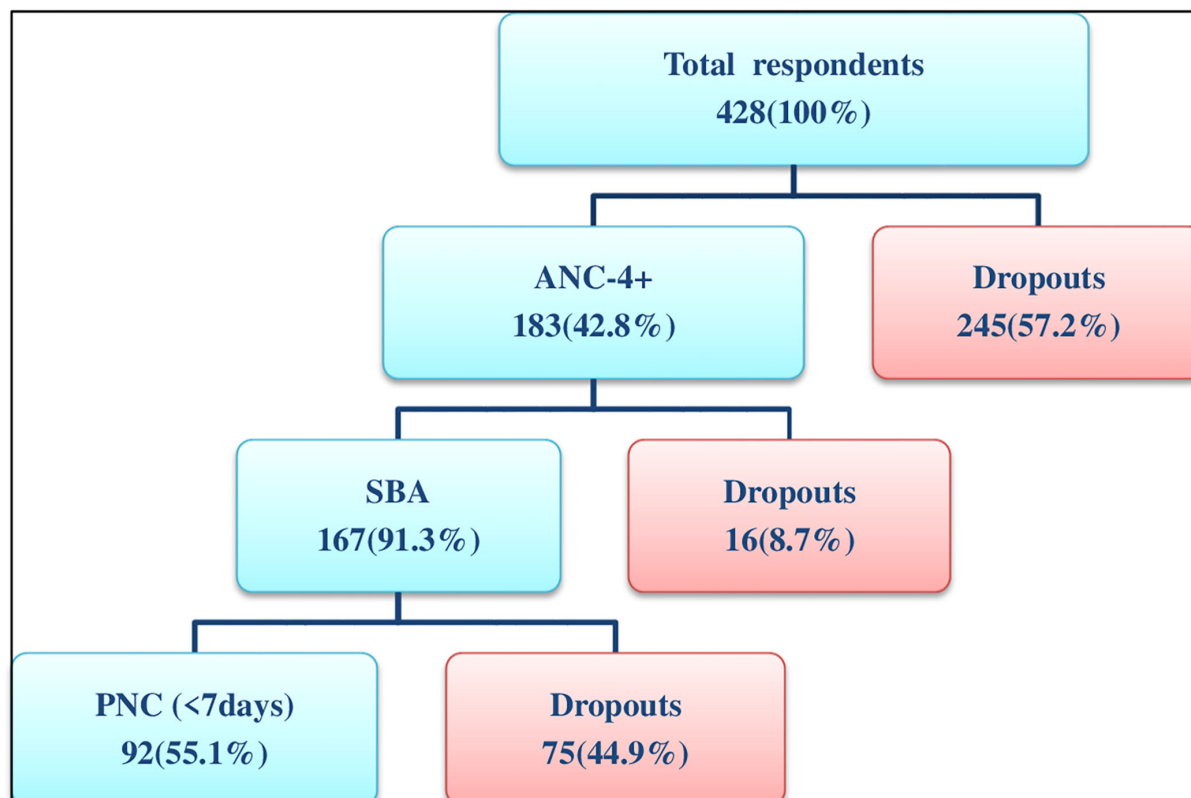 Total respondents
428(100%)
ANC-4+
183(42.8%)
Dropouts
245(57.2%)
SBA
167(91.3%)
Dropouts
16(8.7%)
PNC (<7days)
92(55.1%)
Dropouts
75(44.9%)